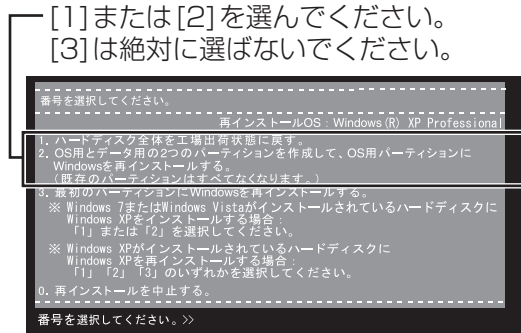 [1]または[2]を選んでください。
[3]は絶対に選ばないでください。
番号を選択してください。
再インストールOS：Windows(R) XP Professional
1. ハードディスク全体を工場出荷状態に戻す。
2. OS用とデータ用の2つのパーティションを作成して、OS用パーティションに
Windowsを再インストールする。
（既存のパーティションはすべてなくなります。）
3. 最初のパーティションにWindowsを再インストールする。
※ Windows 7またはWindows Vistaがインストールされているハードディスクに
Windows XPをインストールする場合：
「1」または「2」を選択してください。
※ Windows XPがインストールされているハードディスクに
Windows XPを再インストールする場合：
「1」「2」「3」のいずれかを選択してください。
0. 再インストールを中止する。
番号を選択してください。>>